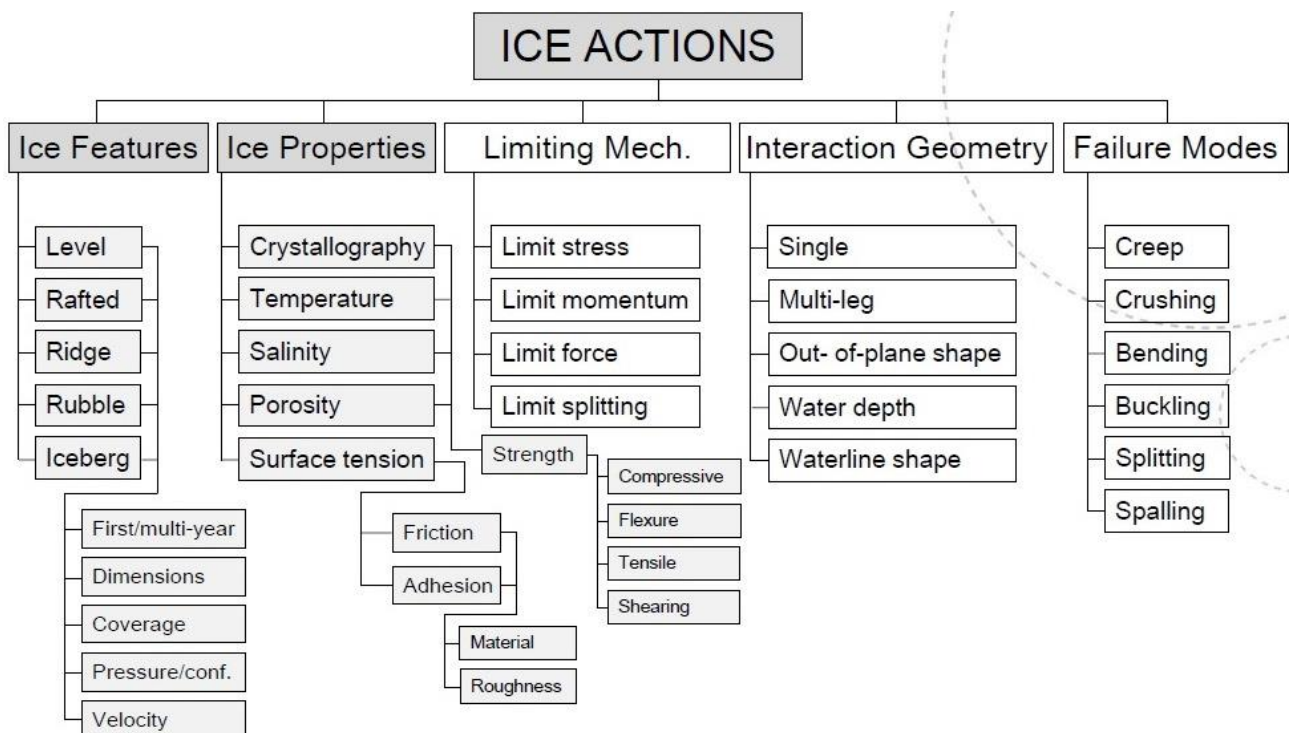 ICE ACTIONS
Ice Features
Ice Properties
Limiting Mech.
Interaction Geometry
Failure Modes
Level
Rafted
Ridge
Rubble
Iceberg
First/multi-year
Dimensions
Coverage
Pressure/conf.
Velocity
Crystallography
Temperature
Salinity
Porosity
Surface tension
Friction
Adhesion
Material
Roughness
Strength
Compressive
Flexure
Tensile
Shearing
Limit stress
Limit momentum
Limit force
Limit splitting
Single
Multi-leg
Out- of-plane shape
Water depth
Waterline shape
Creep
Crushing
Bending
Buckling
Splitting
Spalling